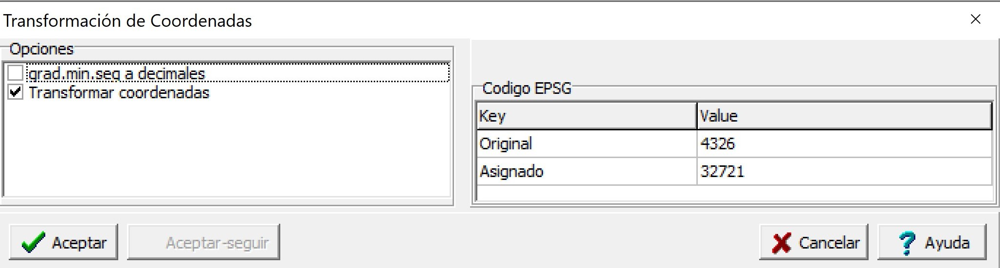 Transformación de Coordenadas
Opciones
grad.min.seg a decimales
Transformar coordenadas
Codigo EPSG
Key Value
Original 4326
Asignado 32721
Aceptar Aceptar-seguir Cancelar Ayuda